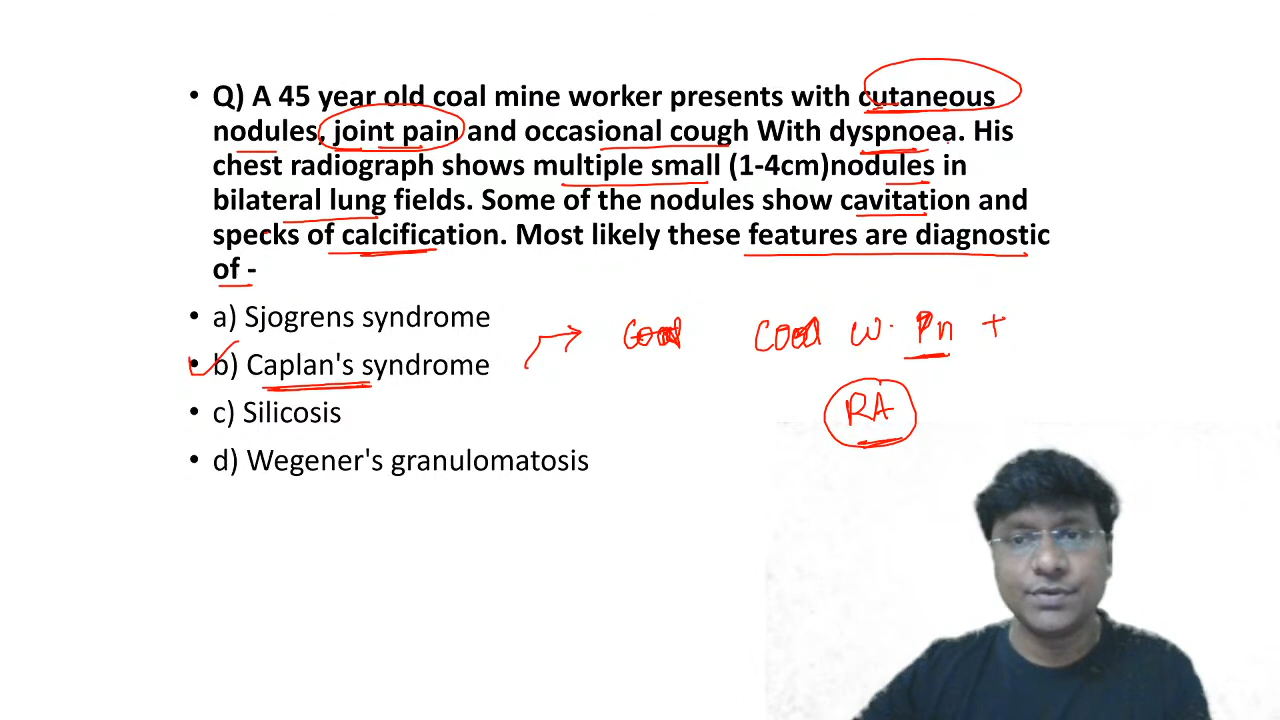 • Q) A 45 year old coal mine worker presents with cutaneous
nodules, joint pain and occasional cough With dyspnoea. His
chest radiograph shows multiple small (1-4cm)nodules in
bilateral lung fields. Some of the nodules show cavitation and
specks of calcification. Most likely these features are diagnostic
of -
• a) Sjogrens syndrome
• b) Caplan's syndrome
• c) Silicosis
• d) Wegener's granulomatosis
Coal W. Pn +
RA